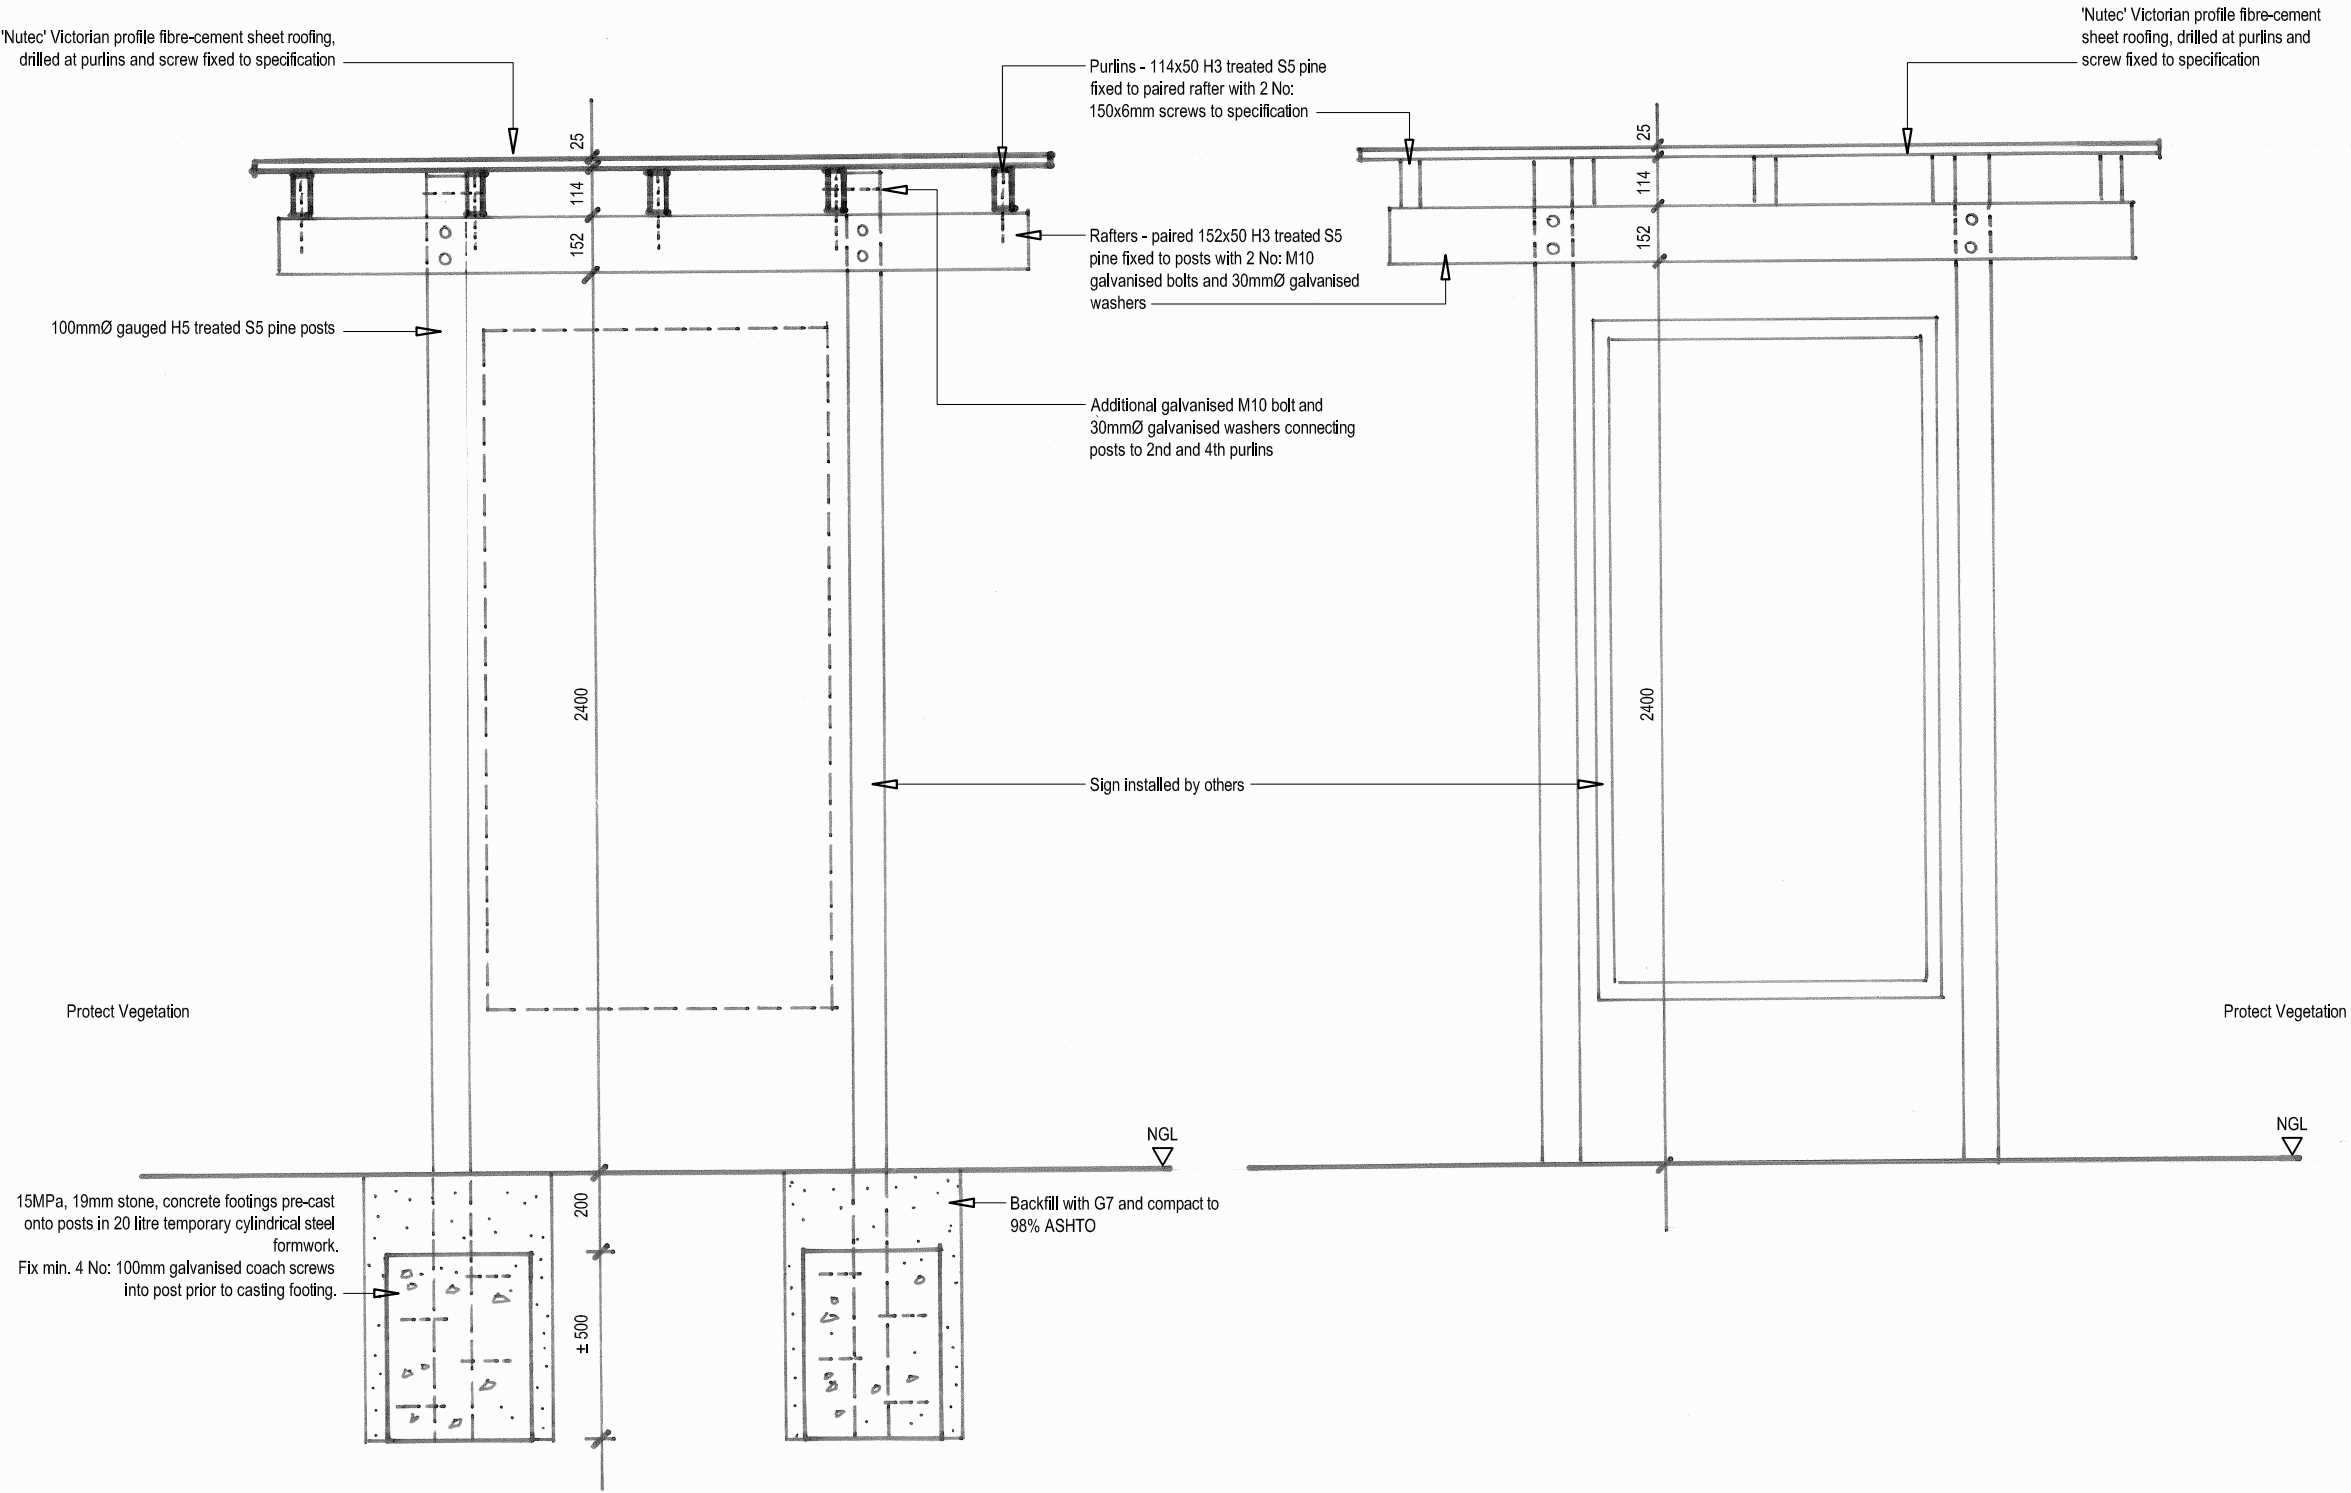 'Nutec' Victorian profile fibre-cement sheet roofing,
drilled at purlins and screw fixed to specification
Purlins - 114x50 H3 treated S5 pine
fixed to paired rafter with 2 No:
150x6mm screws to specification
'Nutec' Victorian profile fibre-cement
sheet roofing, drilled at purlins and
screw fixed to specification
25
114
152
25
114
152
Rafters - paired 152x50 H3 treated S5
pine fixed to posts with 2 No: M10
galvanised bolts and 30mmØ galvanised
washers
100mmØ gauged H5 treated S5 pine posts
Additional galvanised M10 bolt and
30mmØ galvanised washers connecting
posts to 2nd and 4th purlins
2400
2400
Sign installed by others
Protect Vegetation
Protect Vegetation
NGL
NGL
15MPa, 19mm stone, concrete footings pre-cast
onto posts in 20 litre temporary cylindrical steel
formwork.
Fix min. 4 No: 100mm galvanised coach screws
into post prior to casting footing.
200
± 500
Backfill with G7 and compact to
98% ASHTO